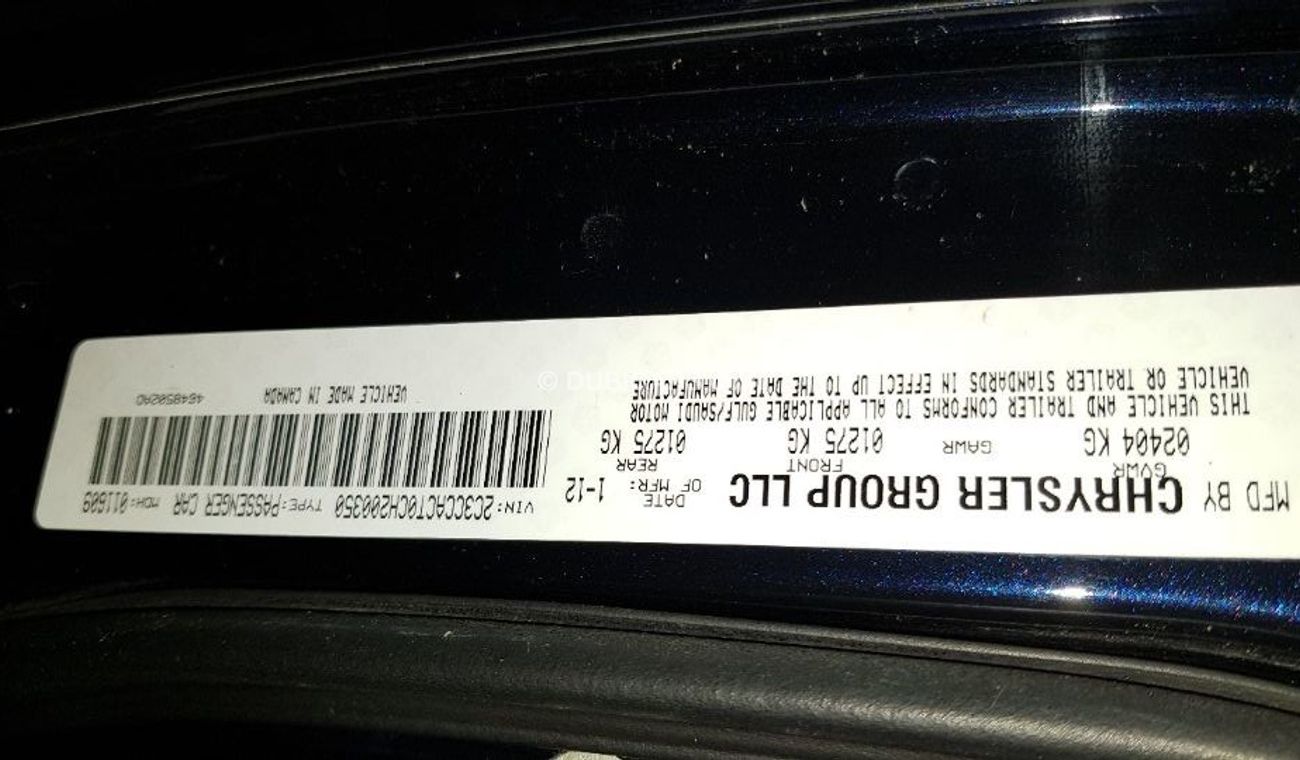 MFD BY CHRYSLER GROUP LLC DATE OF MFR: 1-12
GVWR FRONT REAR
02404 KG GAWR 01275 KG 01275 KG
THIS VEHICLE AND TRAILER CONFORMS TO ALL APPLICABLE GULF/SAUDI MOTOR
VEHICLE OR TRAILER STANDARDS IN EFFECT UP TO THE DATE OF MANUFACTURE
VIN: 2C3CCACT0CH200350 TYPE: PASSENGER CAR MDH: 011609
VEHICLE MADE IN CANADA 4648502AD